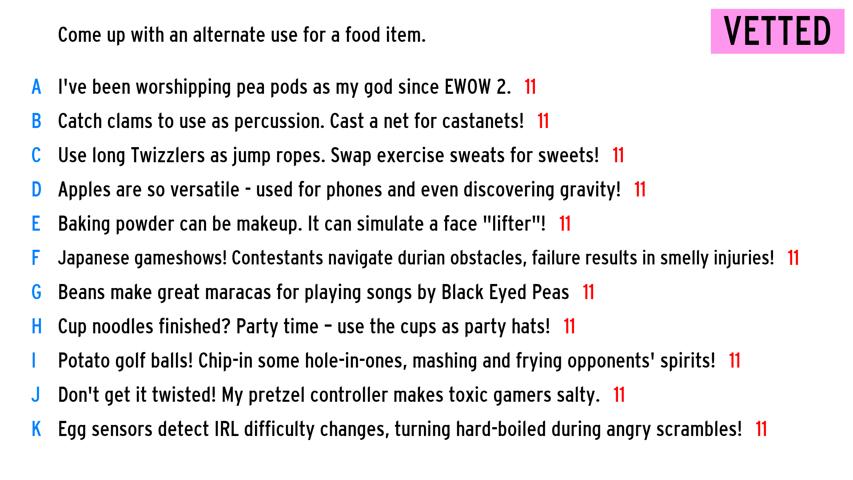 Come up with an alternate use for a food item.
VETTED
A I've been worshipping pea pods as my god since EWOW 2. 11
B Catch clams to use as percussion. Cast a net for castanets! 11
C Use long Twizzlers as jump ropes. Swap exercise sweats for sweets! 11
D Apples are so versatile - used for phones and even discovering gravity! 11
E Baking powder can be makeup. It can simulate a face "lifter"! 11
F Japanese gameshows! Contestants navigate durian obstacles, failure results in smelly injuries! 11
G Beans make great maracas for playing songs by Black Eyed Peas 11
H Cup noodles finished? Party time – use the cups as party hats! 11
I Potato golf balls! Chip-in some hole-in-ones, mashing and frying opponents' spirits! 11
J Don't get it twisted! My pretzel controller makes toxic gamers salty. 11
K Egg sensors detect IRL difficulty changes, turning hard-boiled during angry scrambles! 11